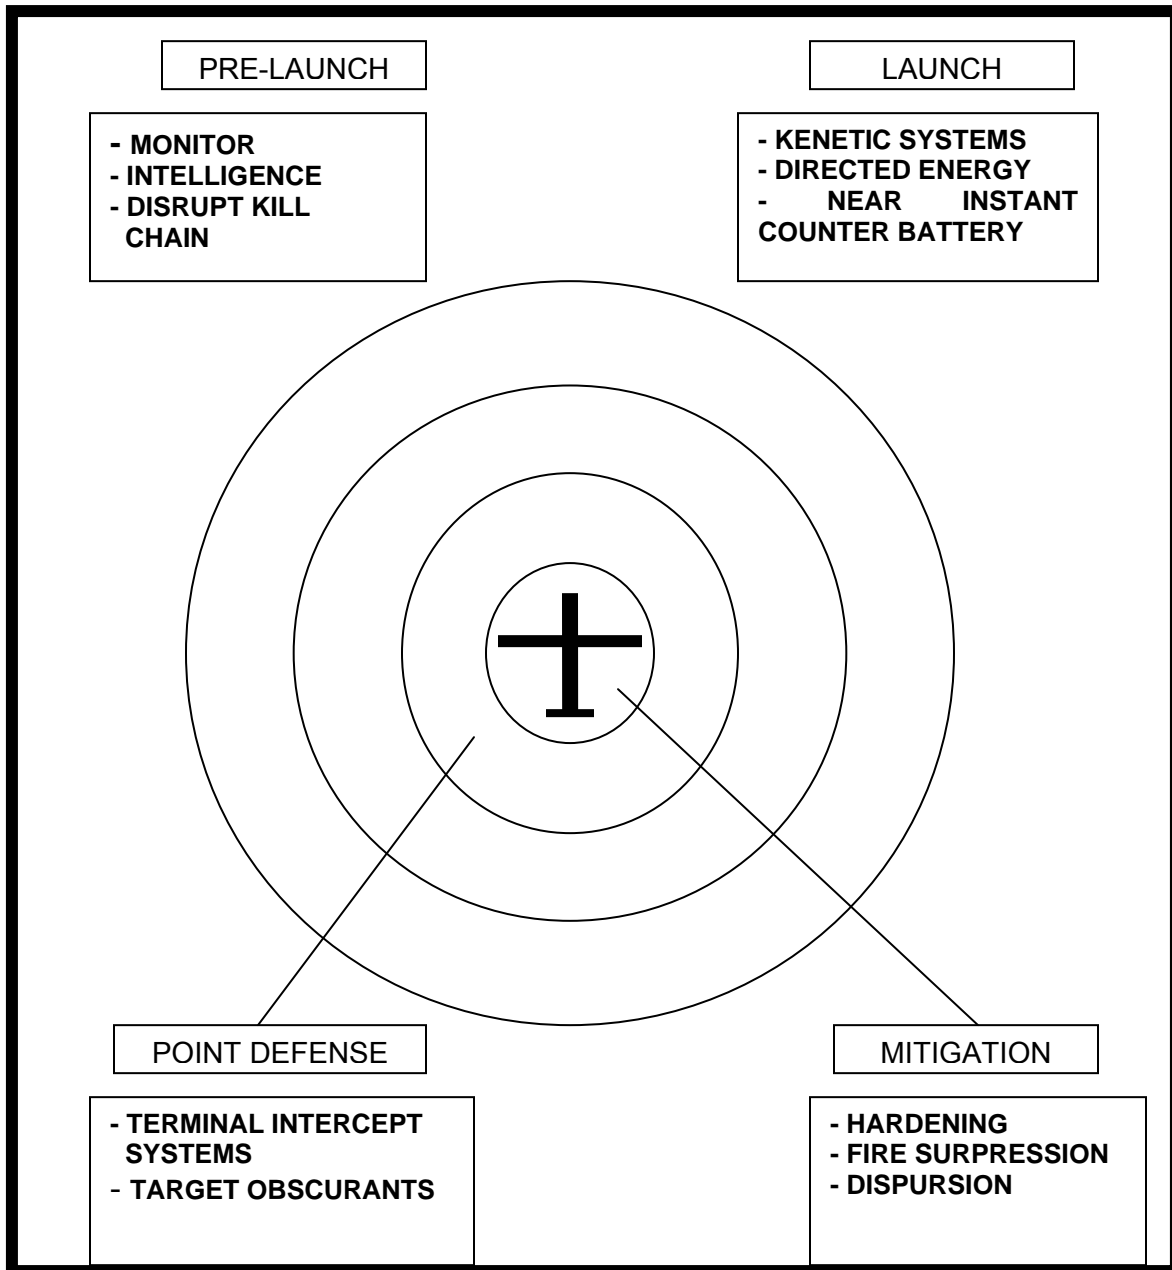 PRE-LAUNCH
- MONITOR
- INTELLIGENCE
- DISRUPT KILL
CHAIN
LAUNCH
- KENETIC SYSTEMS
- DIRECTED ENERGY
- NEAR INSTANT
COUNTER BATTERY
POINT DEFENSE
- TERMINAL INTERCEPT
SYSTEMS
- TARGET OBSCURANTS
MITIGATION
- HARDENING
- FIRE SURPRESSION
- DISPURSION